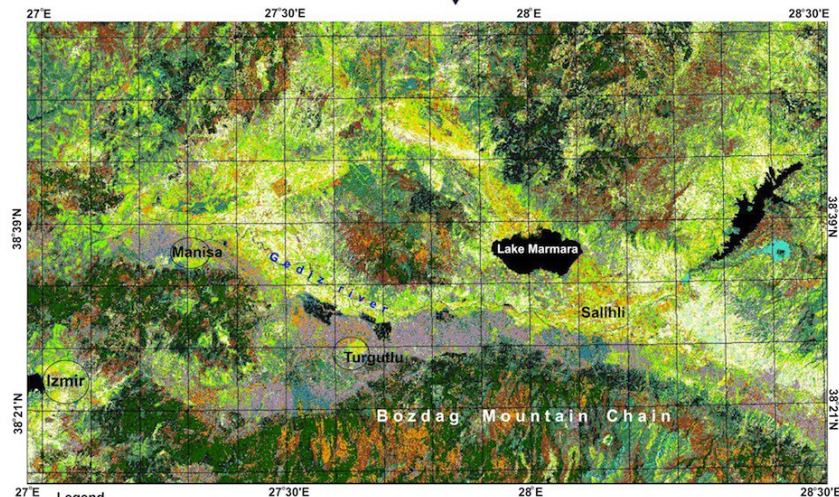 27°E 27°30'E 28°E 28°30'E
38°39'N 38°39'N
Lake Marmara
Manisa
Gediz river
Salihli
Turgutlu
Izmir
Bozdag Mountain Chain
38°21'N 38°21'N
27°E 27°30'E 28°E 28°30'E
Legend